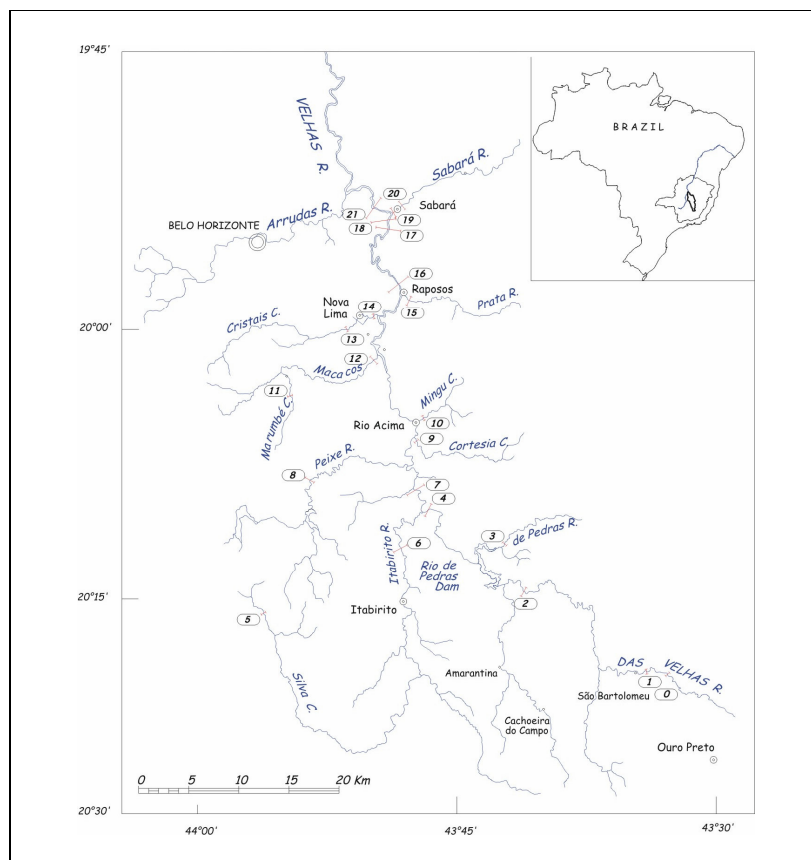 19°45'
VELHAS R.
BRAZIL
Sabará R.
20
Sabará
Arrudas R.
21
19
BELO HORIZONTE
18
17
16
Raposos
Nova
Lima
14
15
Prata R.
Cristais C.
20°00'
13
12
Macacos
11
Marumbé C.
Mingu C.
Rio Acima
10
9
Cortesia C.
Peixe R.
8
7
4
3
de Pedras R.
Itabirito R.
6
Rio de
Pedras
Dam
20°15'
Itabirito
2
5
DAS VELHAS R.
Silva C.
Amarantina
1
São Bartolomeu
0
Cachoeira
do Campo
Ouro Preto
0 5 10 15 20 Km
20°30'
44°00'
43°45'
43°30'